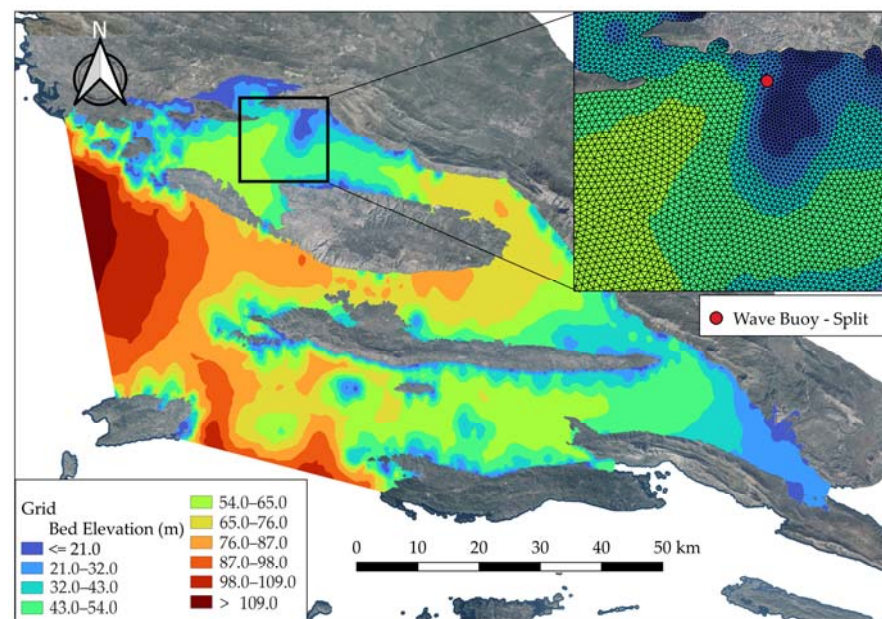 N
Wave Buoy - Split
Grid
Bed Elevation (m)
<= 21.0
21.0–32.0
32.0–43.0
43.0–54.0
54.0–65.0
65.0–76.0
76.0–87.0
87.0–98.0
98.0–109.0
> 109.0
0 10 20 30 40 50 km